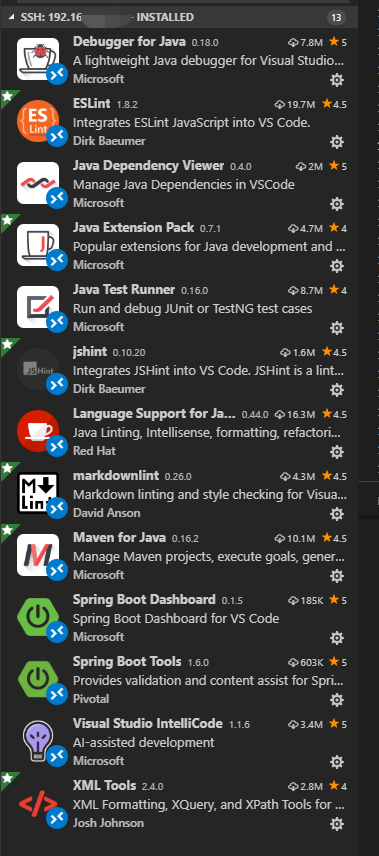 SSH: 192.16 - INSTALLED 13
Debugger for Java 0.18.0 7.8M 5
A lightweight Java debugger for Visual Studio...
Microsoft
ES Lint ESLint 1.8.2 19.7M 4.5
Integrates ESLint JavaScript into VS Code.
Dirk Baeumer
Java Dependency Viewer 0.4.0 2M 5
Manage Java Dependencies in VSCode
Microsoft
Java Extension Pack 0.7.1 4.7M 4
Popular extensions for Java development and ...
Microsoft
Java Test Runner 0.16.0 8.7M 4
Run and debug JUnit or TestNG test cases
Microsoft
JSHint jshint 0.10.20 1.6M 4.5
Integrates JSHint into VS Code. JSHint is a lint...
Dirk Baeumer
Language Support for Ja... 0.44.0 16.3M 4.5
Java Linting, Intellisense, formatting, refactori...
Red Hat
M Lint markdownlint 0.26.0 4.3M 4.5
Markdown linting and style checking for Visua...
David Anson
M Maven for Java 0.16.2 10.1M 4.5
Manage Maven projects, execute goals, gener...
Microsoft
Spring Boot Dashboard 0.1.5 185K 5
Spring Boot Dashboard for VS Code
Microsoft
Spring Boot Tools 1.6.0 603K 5
Provides validation and content assist for Spri...
Pivotal
Visual Studio IntelliCode 1.1.6 3.4M 5
AI-assisted development
Microsoft
</> XML Tools 2.4.0 2.8M 4
XML Formatting, XQuery, and XPath Tools for ...
Josh Johnson